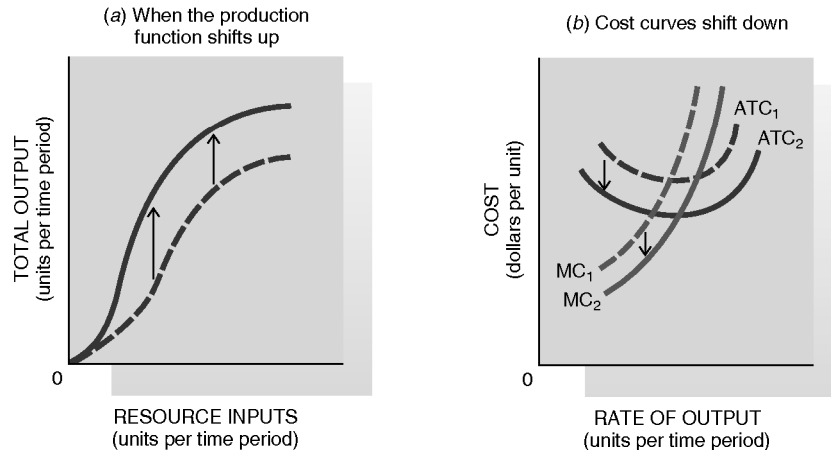 (a) When the production
function shifts up
TOTAL OUTPUT
(units per time period)
0
RESOURCE INPUTS
(units per time period)
(b) Cost curves shift down
COST
(dollars per unit)
ATC1
ATC2
MC1
MC2
0
RATE OF OUTPUT
(units per time period)